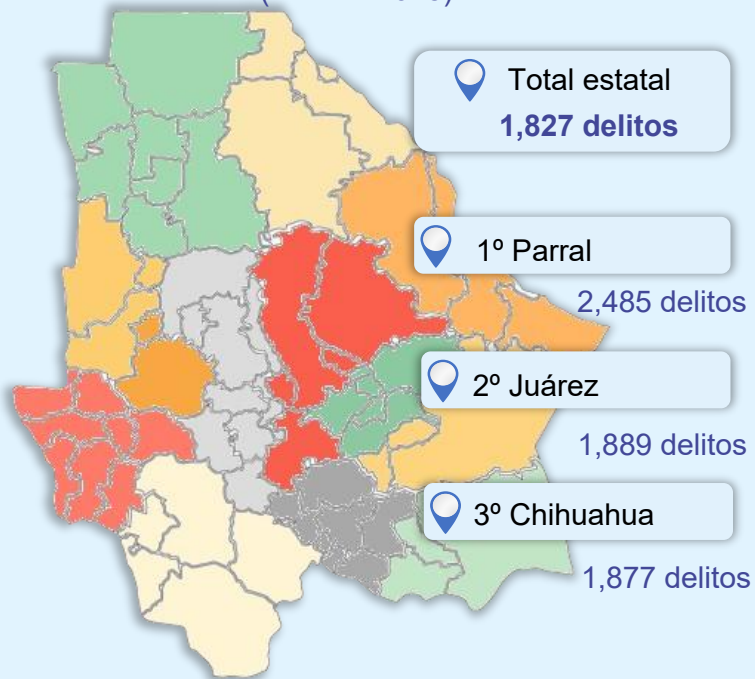 Total estatal
1,827 delitos
1º Parral
2,485 delitos
2º Juárez
1,889 delitos
3º Chihuahua
1,877 delitos